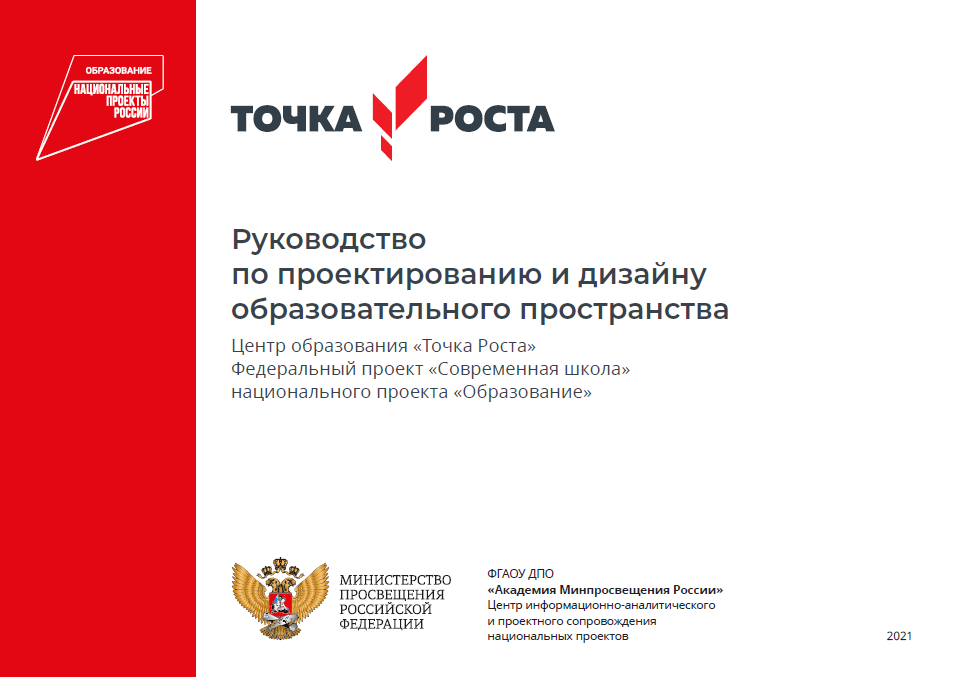 ОБРАЗОВАНИЕ
НАЦИОНАЛЬНЫЕ
ПРОЕКТЫ
РОССИИ
ТОЧКА РОСТА
Руководство
по проектированию и дизайну
образовательного пространства
Центр образования «Точка Роста»
Федеральный проект «Современная школа»
национального проекта «Образование»
МИНИСТЕРСТВО
ПРОСВЕЩЕНИЯ
РОССИЙСКОЙ
ФЕДЕРАЦИИ
ФГАОУ ДПО
«Академия Минпросвещения России»
Центр информационно-аналитического
и проектного сопровождения
национальных проектов
2021